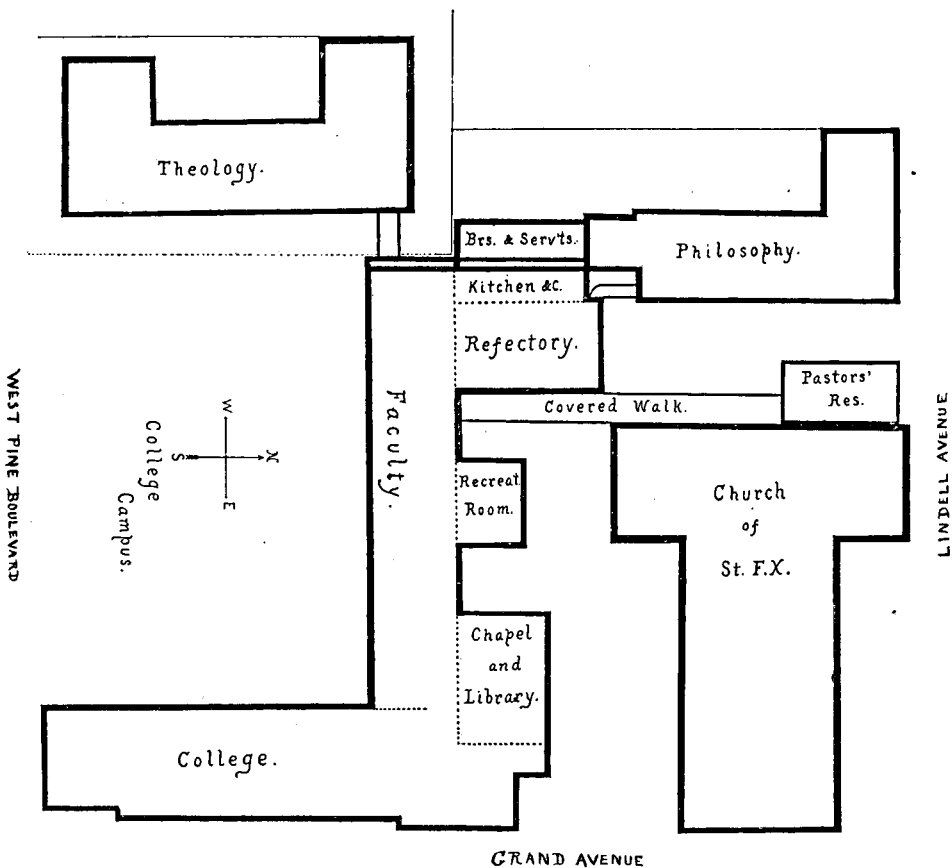 Theology.
Brs. & Serv'ts.
Philosophy.
Kitchen &C.
Refectory.
Pastors'
Res.
Covered Walk.
Faculty.
WEST PINE BOULEVARD
College
Campus.
W
S
N
E
Recreat.
Room.
Church
of
St. F.X.
LINDELL AVENUE
Chapel
and
Library.
College.
GRAND AVENUE